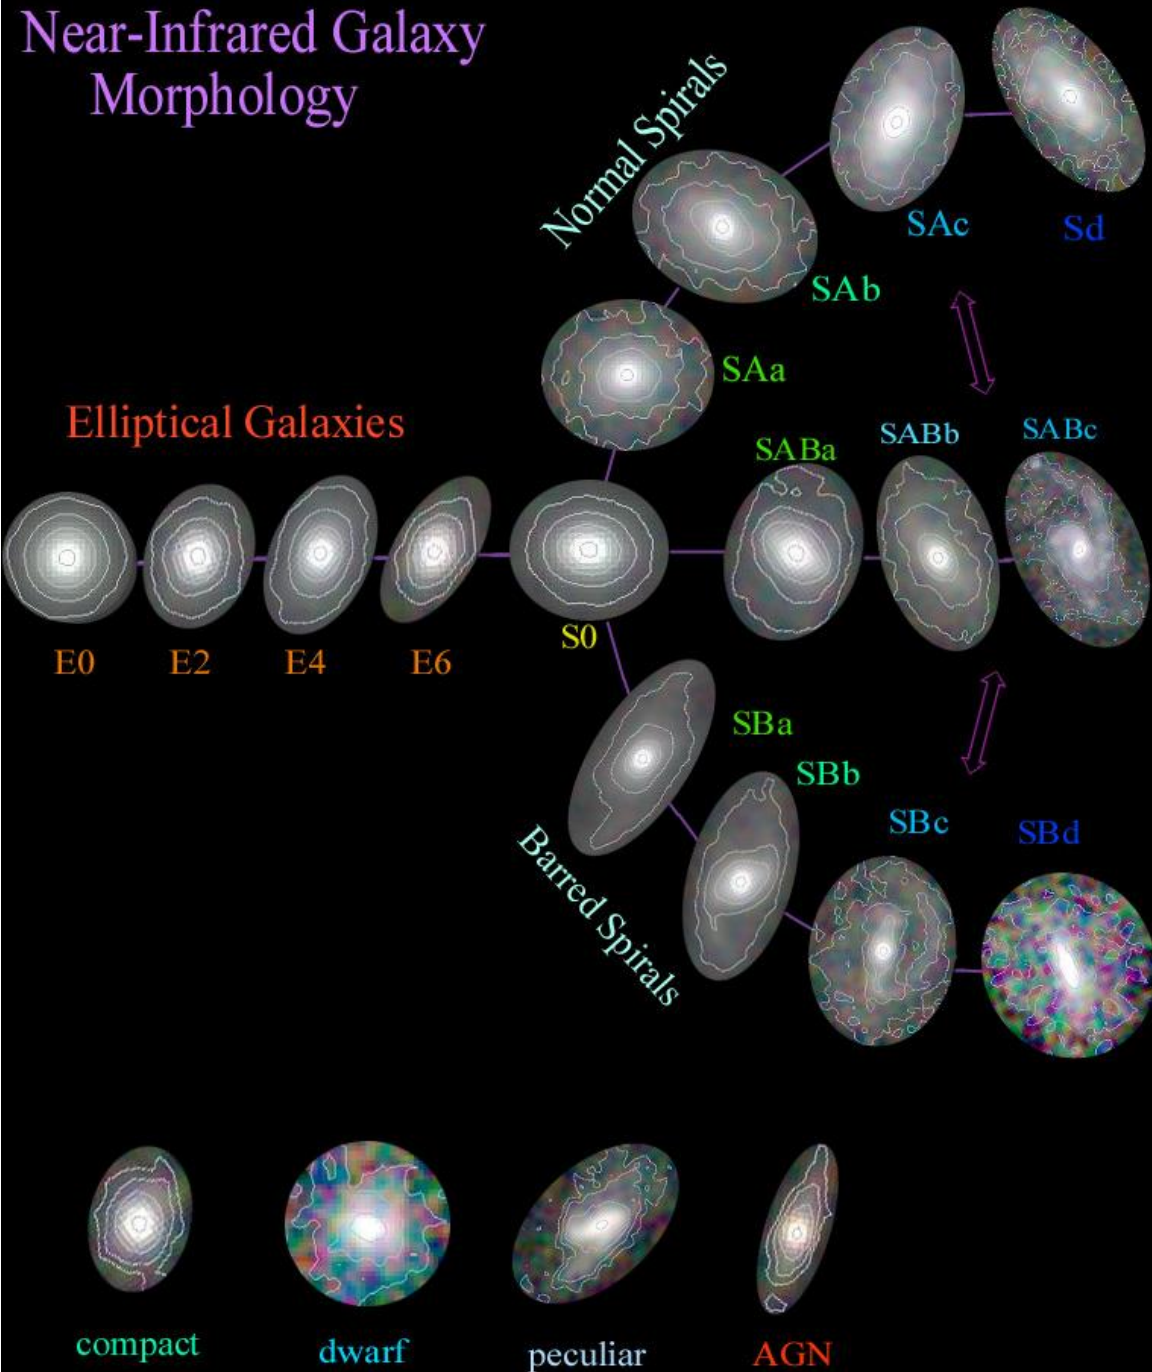 Near-Infrared Galaxy
Morphology
Normal Spirals
SAc
Sd
SAb
SAa
Elliptical Galaxies
SABa
SABb
SABc
E0
E2
E4
E6
S0
SBa
SBb
SBc
SBd
Barred Spirals
compact
dwarf
peculiar
AGN